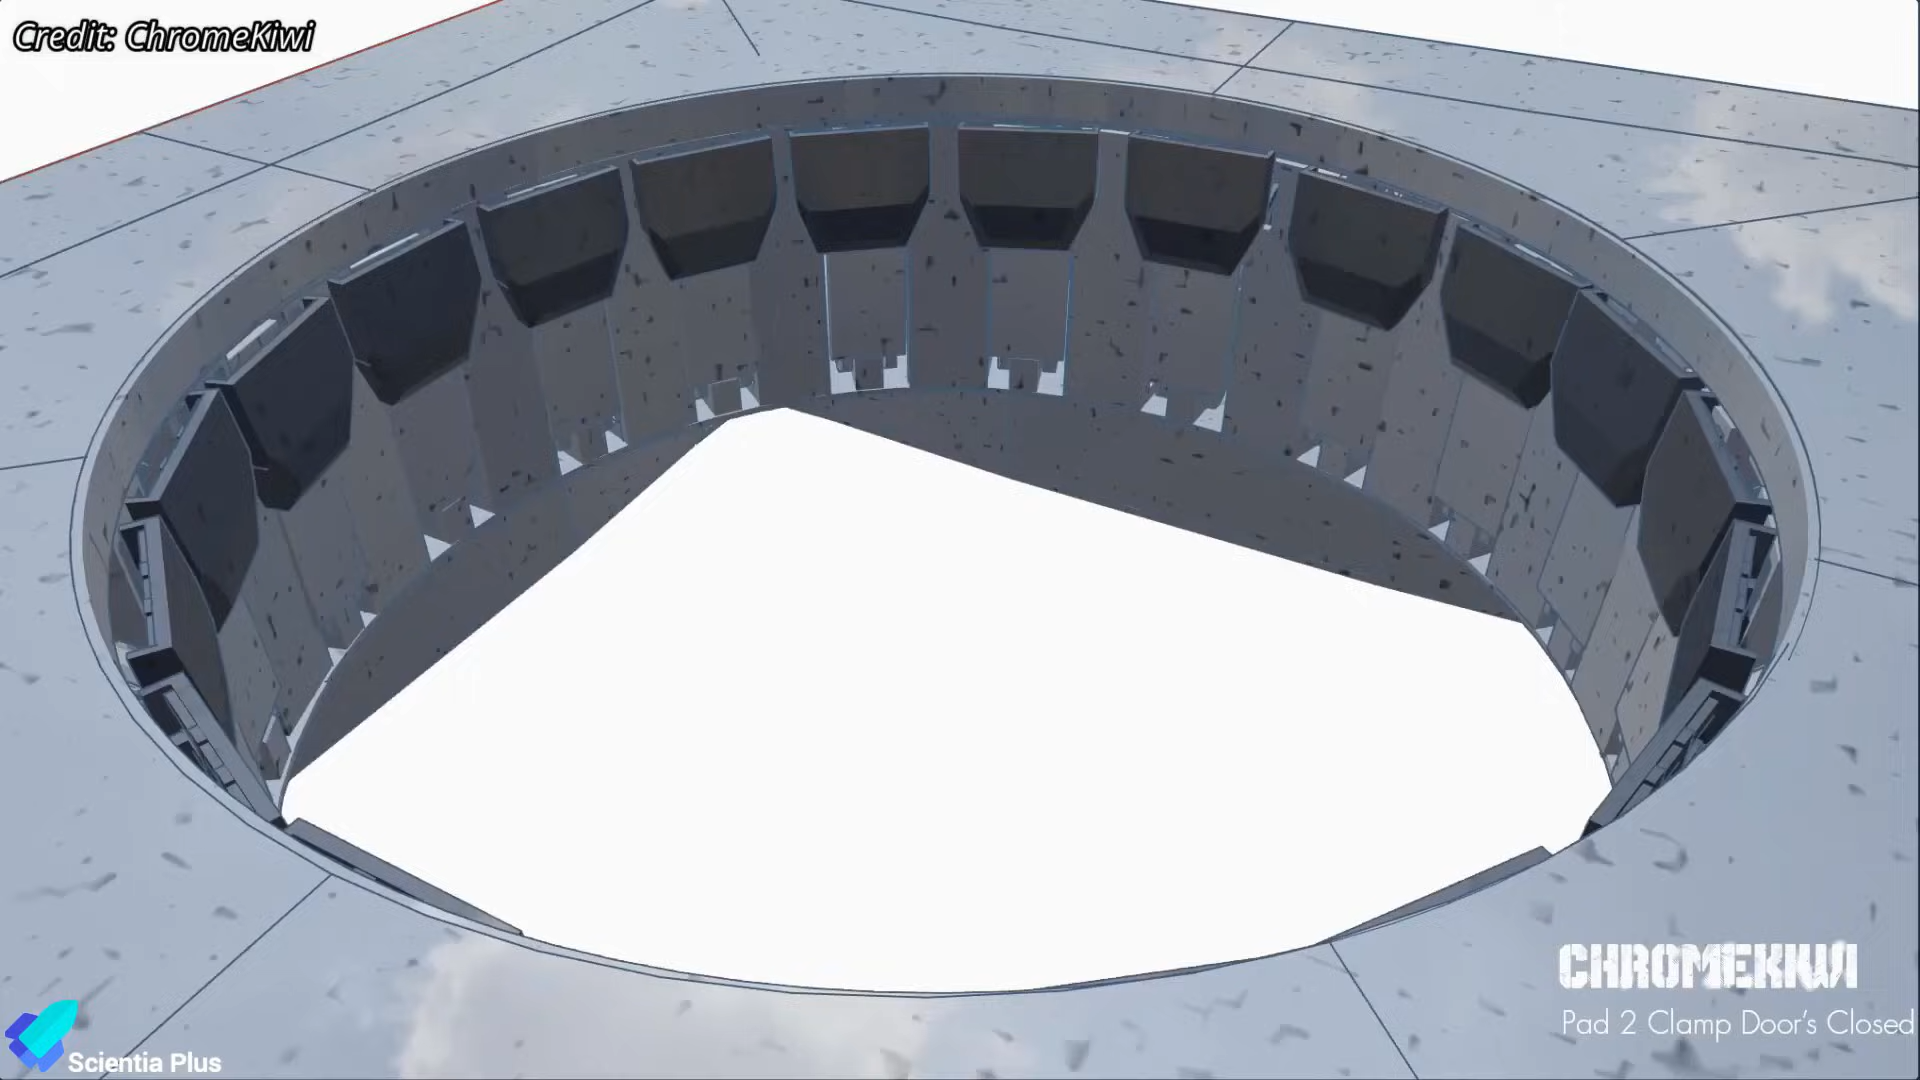 Credit: ChromeKiwi
CHROMEKIWI
Pad 2 Clamp Door's Closed
Scientia Plus